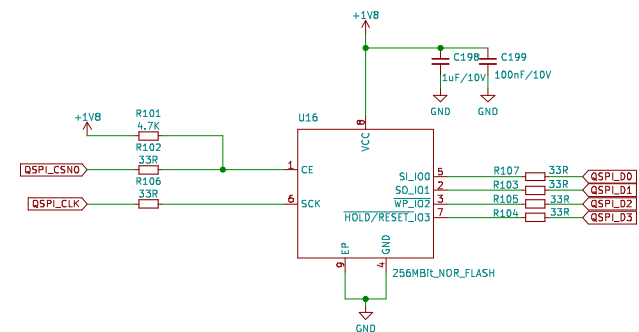 +1V8
C198
1uF/10V
C199
100nF/10V
GND
GND
+1V8
R101
4.7K
R102
33R
R106
33R
QSPI_CSN0
QSPI_CLK
U16
8
VCC
1
CE
6
SCK
SI_IO0
5
SO_IO1
2
WP_IO2
3
HOLD/RESET_IO3
7
R107
33R
QSPI_D0
R103
33R
QSPI_D1
R105
33R
QSPI_D2
R104
33R
QSPI_D3
EP
9
GND
4
256MBit_NOR_FLASH
GND